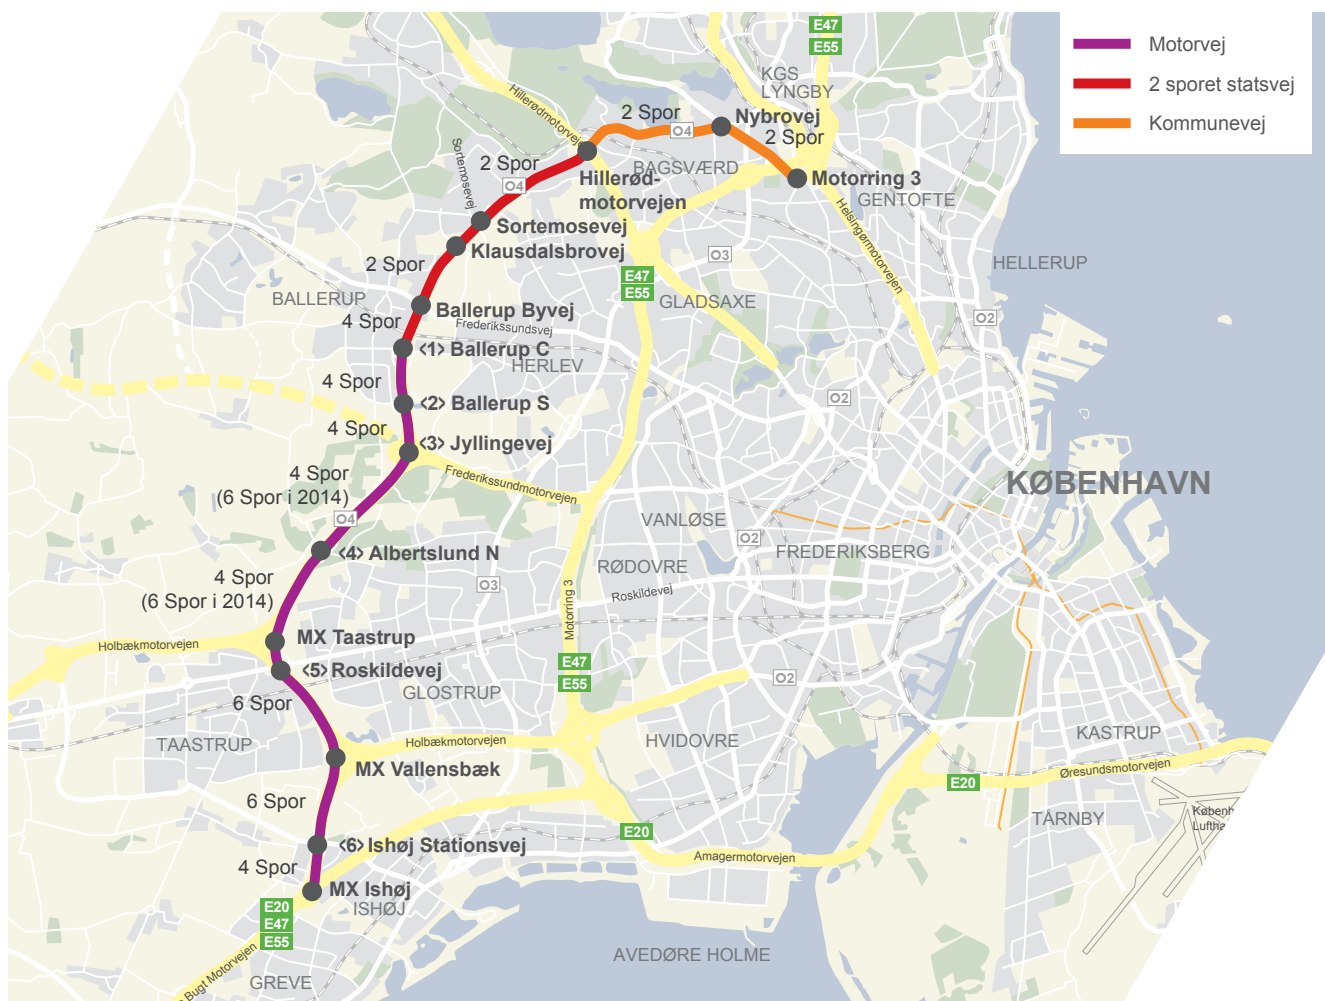 Motorvej
2 sporet statsvej
Kommunevej
E47
E55
KGS
LYNGBY
Hillerødmotorvejen
2 Spor
O4
Nybrovej
2 Spor
Sortemosevej
2 Spor
O4
BAGSVÆRD
Hillerød-
motorvejen
Motorring 3
GENTOFTE
Helsingørmotorvejen
Sortemosevej
Klausdalsbrovej
2 Spor
O3
HELLERUP
E47
E55
GLADSAXE
BALLERUP
Ballerup Byvej
4 Spor
Frederikssundsvej
O2
‹1› Ballerup C
HERLEV
4 Spor
‹2› Ballerup S
O2
4 Spor
‹3› Jyllingevej
4 Spor
(6 Spor i 2014)
Frederikssundmotorvejen
KØBENHAVN
O4
VANLØSE
O2
‹4› Albertslund N
FREDERIKSBERG
4 Spor
(6 Spor i 2014)
RØDOVRE
O3
Roskildevej
Motorring 3
MX Taastrup
Holbækmotorvejen
‹5› Roskildevej
E47
E55
O2
GLOSTRUP
6 Spor
TAASTRUP
Holbækmotorvejen
HVIDOVRE
KASTRUP
MX Vallensbæk
Øresundsmotorvejen
E20
6 Spor
TÅRNBY
Københ
Luftha
E20
‹6› Ishøj Stationsvej
4 Spor
Amagermotorvejen
MX Ishøj
ISHØJ
E20
E47
E55
AVEDØRE HOLME
GREVE
Bugt Motorvejen